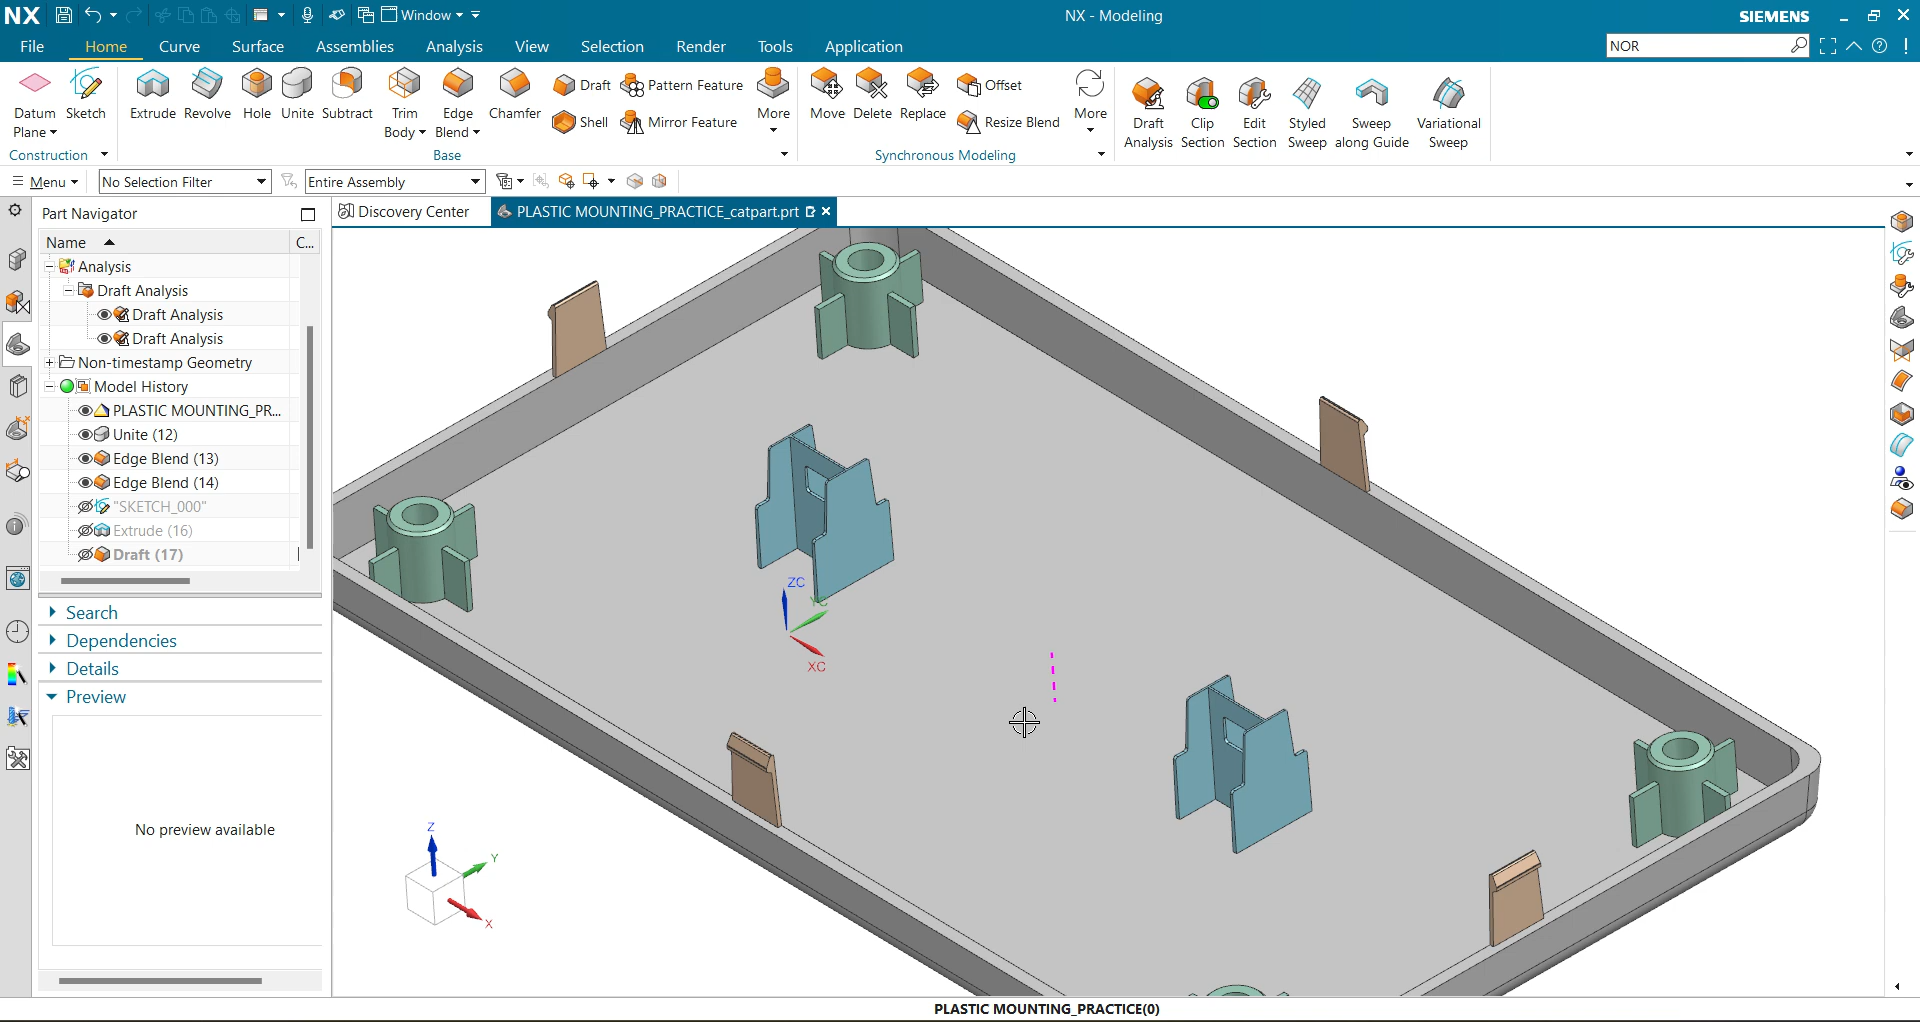 NX
Window
NX - Modeling
SIEMENS
File
Home
Curve
Surface
Assemblies
Analysis
View
Selection
Render
Tools
Application
NOR
Datum Plane
Sketch
Extrude
Revolve
Hole
Unite
Subtract
Trim Body
Edge Blend
Chamfer
Draft
Shell
Pattern Feature
Mirror Feature
More
Move
Delete
Replace
Offset
Resize Blend
More
Draft Analysis
Clip Section
Edit Section
Styled Sweep
Sweep along Guide
Variational Sweep
Construction
Base
Synchronous Modeling
Menu
No Selection Filter
Entire Assembly
Part Navigator
Discovery Center
PLASTIC MOUNTING_PRACTICE_catpart.prt
Name
C...
Analysis
Draft Analysis
Draft Analysis
Draft Analysis
Non-timestamp Geometry
Model History
PLASTIC MOUNTING_PR...
Unite (12)
Edge Blend (13)
Edge Blend (14)
"SKETCH_000"
Extrude (16)
Draft (17)
Search
Dependencies
Details
Preview
No preview available
ZC
YC
XC
Z
Y
X
PLASTIC MOUNTING_PRACTICE(0)